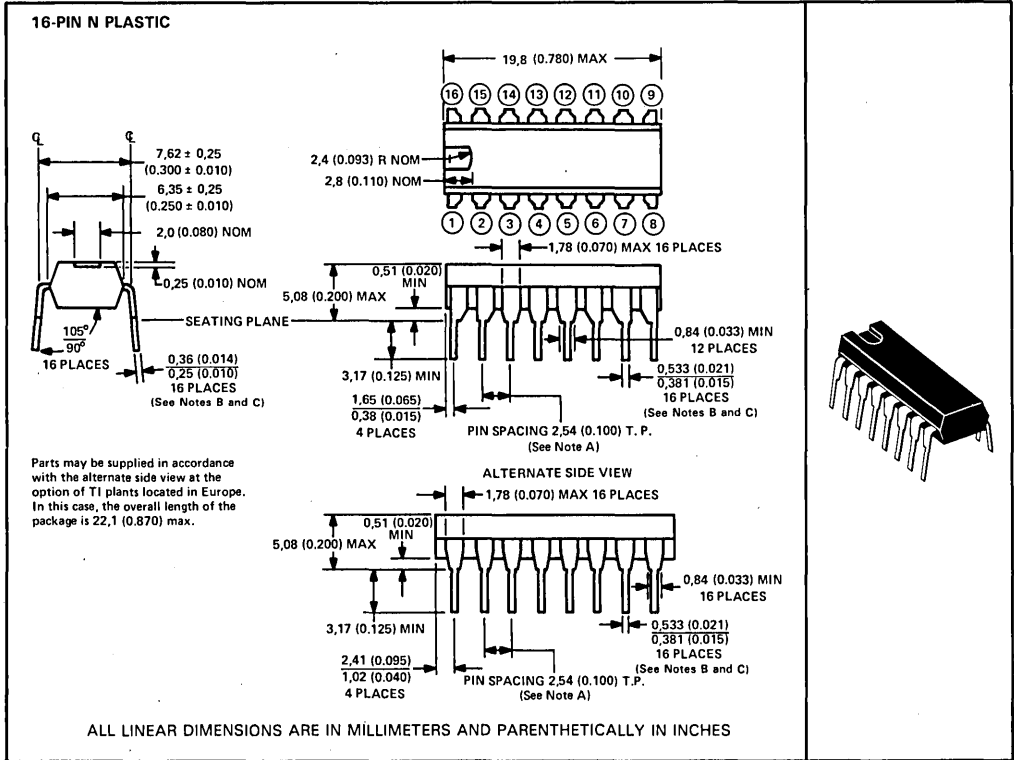 16-PIN N PLASTIC
19,8 (0.780) MAX
16 15 14 13 12 11 10 9
2,4 (0.093) R NOM
2,8 (0.110) NOM
1 2 3 4 5 6 7 8
℄ ℄
7,62 ± 0,25
(0.300 ± 0.010)
6,35 ± 0,25
(0.250 ± 0.010)
2,0 (0.080) NOM
0,25 (0.010) NOM
SEATING PLANE
105°
90°
16 PLACES
0,36 (0.014)
0,25 (0.010)
16 PLACES
(See Notes B and C)
1,78 (0.070) MAX 16 PLACES
0,51 (0.020)
MIN
5,08 (0.200) MAX
0,84 (0.033) MIN
12 PLACES
3,17 (0.125) MIN
0,533 (0.021)
0,381 (0.015)
16 PLACES
(See Notes B and C)
1,65 (0.065)
0,38 (0.015)
4 PLACES
PIN SPACING 2,54 (0.100) T.P.
(See Note A)
Parts may be supplied in accordance
with the alternate side view at the
option of TI plants located in Europe.
In this case, the overall length of the
package is 22,1 (0.870) max.
ALTERNATE SIDE VIEW
1,78 (0.070) MAX 16 PLACES
0,51 (0.020)
MIN
5,08 (0.200) MAX
0,84 (0.033) MIN
16 PLACES
3,17 (0.125) MIN
0,533 (0.021)
0,381 (0.015)
16 PLACES
(See Notes B and C)
2,41 (0.095)
1,02 (0.040)
4 PLACES
PIN SPACING 2,54 (0.100) T.P.
(See Note A)
ALL LINEAR DIMENSIONS ARE IN MILLIMETERS AND PARENTHETICALLY IN INCHES